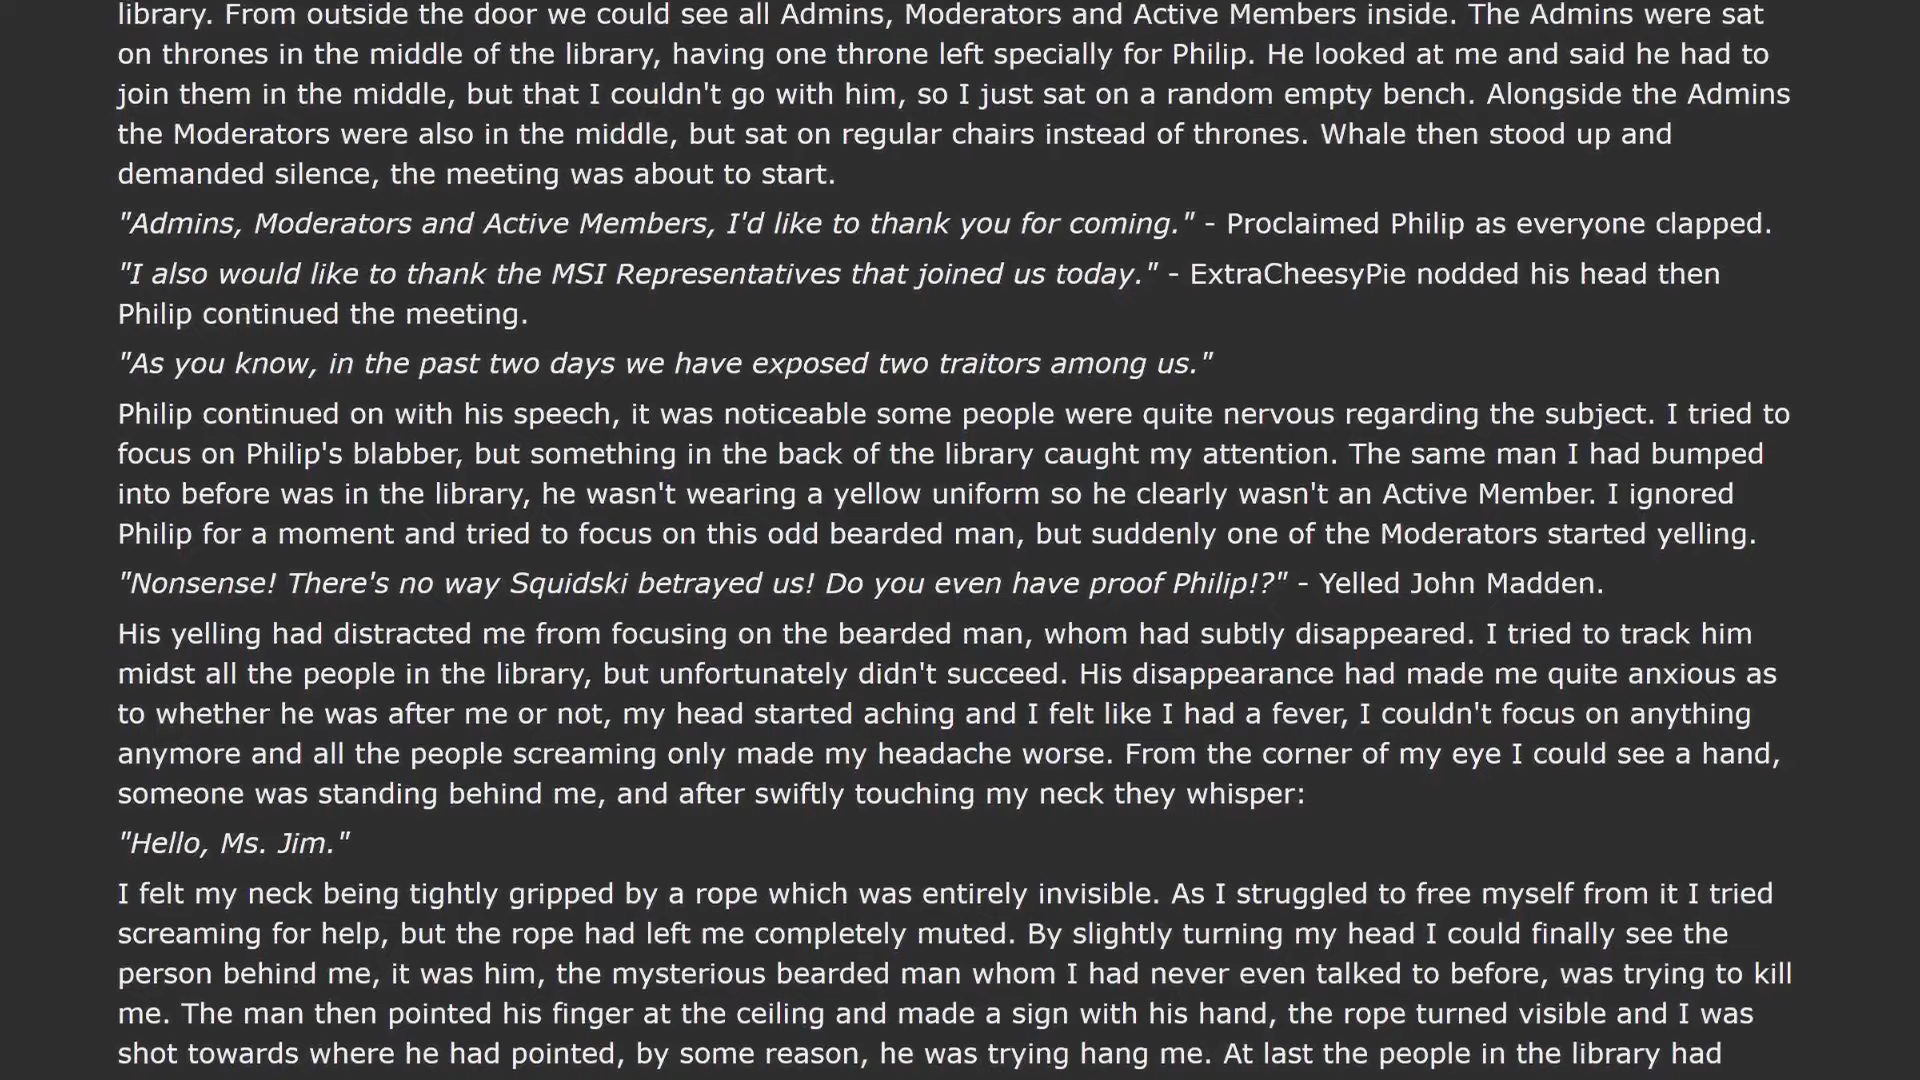 library. From outside the door we could see all Admins, Moderators and Active Members inside. The Admins were sat
on thrones in the middle of the library, having one throne left specially for Philip. He looked at me and said he had to
join them in the middle, but that I couldn't go with him, so I just sat on a random empty bench. Alongside the Admins
the Moderators were also in the middle, but sat on regular chairs instead of thrones. Whale then stood up and
demanded silence, the meeting was about to start.
"Admins, Moderators and Active Members, I'd like to thank you for coming." - Proclaimed Philip as everyone clapped.
"I also would like to thank the MSI Representatives that joined us today." - ExtraCheesyPie nodded his head then
Philip continued the meeting.
"As you know, in the past two days we have exposed two traitors among us."
Philip continued on with his speech, it was noticeable some people were quite nervous regarding the subject. I tried to
focus on Philip's blabber, but something in the back of the library caught my attention. The same man I had bumped
into before was in the library, he wasn't wearing a yellow uniform so he clearly wasn't an Active Member. I ignored
Philip for a moment and tried to focus on this odd bearded man, but suddenly one of the Moderators started yelling.
"Nonsense! There's no way Squidski betrayed us! Do you even have proof Philip!?" - Yelled John Madden.
His yelling had distracted me from focusing on the bearded man, whom had subtly disappeared. I tried to track him
midst all the people in the library, but unfortunately didn't succeed. His disappearance had made me quite anxious as
to whether he was after me or not, my head started aching and I felt like I had a fever, I couldn't focus on anything
anymore and all the people screaming only made my headache worse. From the corner of my eye I could see a hand,
someone was standing behind me, and after swiftly touching my neck they whisper:
"Hello, Ms. Jim."
I felt my neck being tightly gripped by a rope which was entirely invisible. As I struggled to free myself from it I tried
screaming for help, but the rope had left me completely muted. By slightly turning my head I could finally see the
person behind me, it was him, the mysterious bearded man whom I had never even talked to before, was trying to kill
me. The man then pointed his finger at the ceiling and made a sign with his hand, the rope turned visible and I was
shot towards where he had pointed, by some reason, he was trying hang me. At last the people in the library had